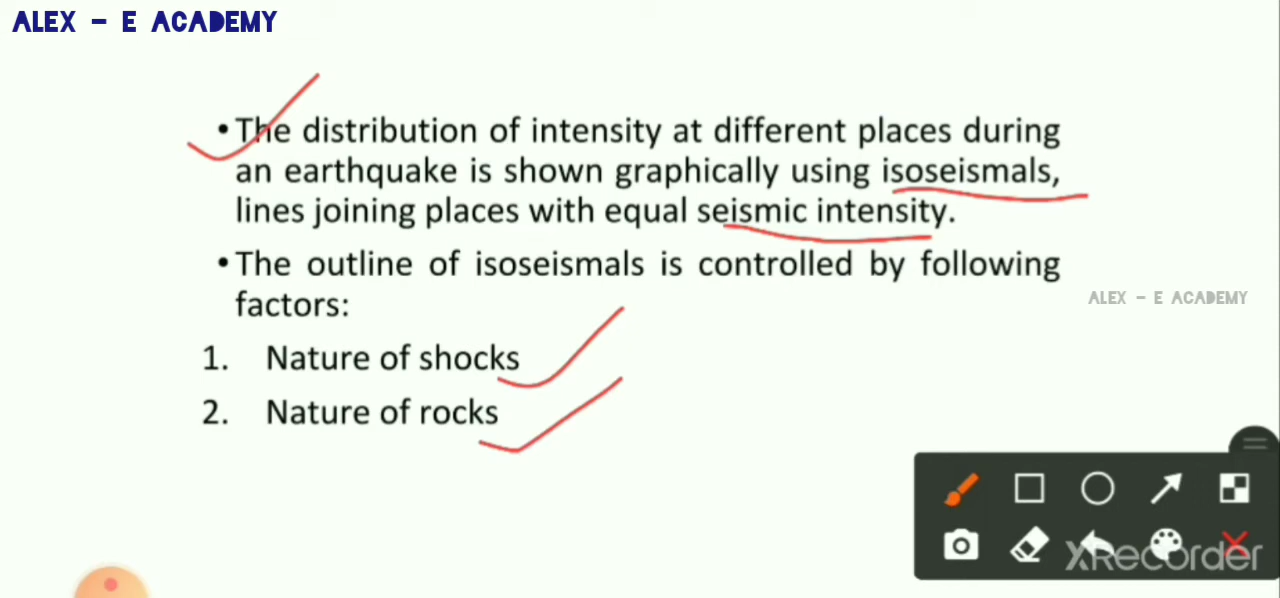 ALEX – E ACADEMY
• The distribution of intensity at different places during
an earthquake is shown graphically using isoseismals,
lines joining places with equal seismic intensity.
• The outline of isoseismals is controlled by following
factors:
ALEX – E ACADEMY
1. Nature of shocks
2. Nature of rocks
XRecorder